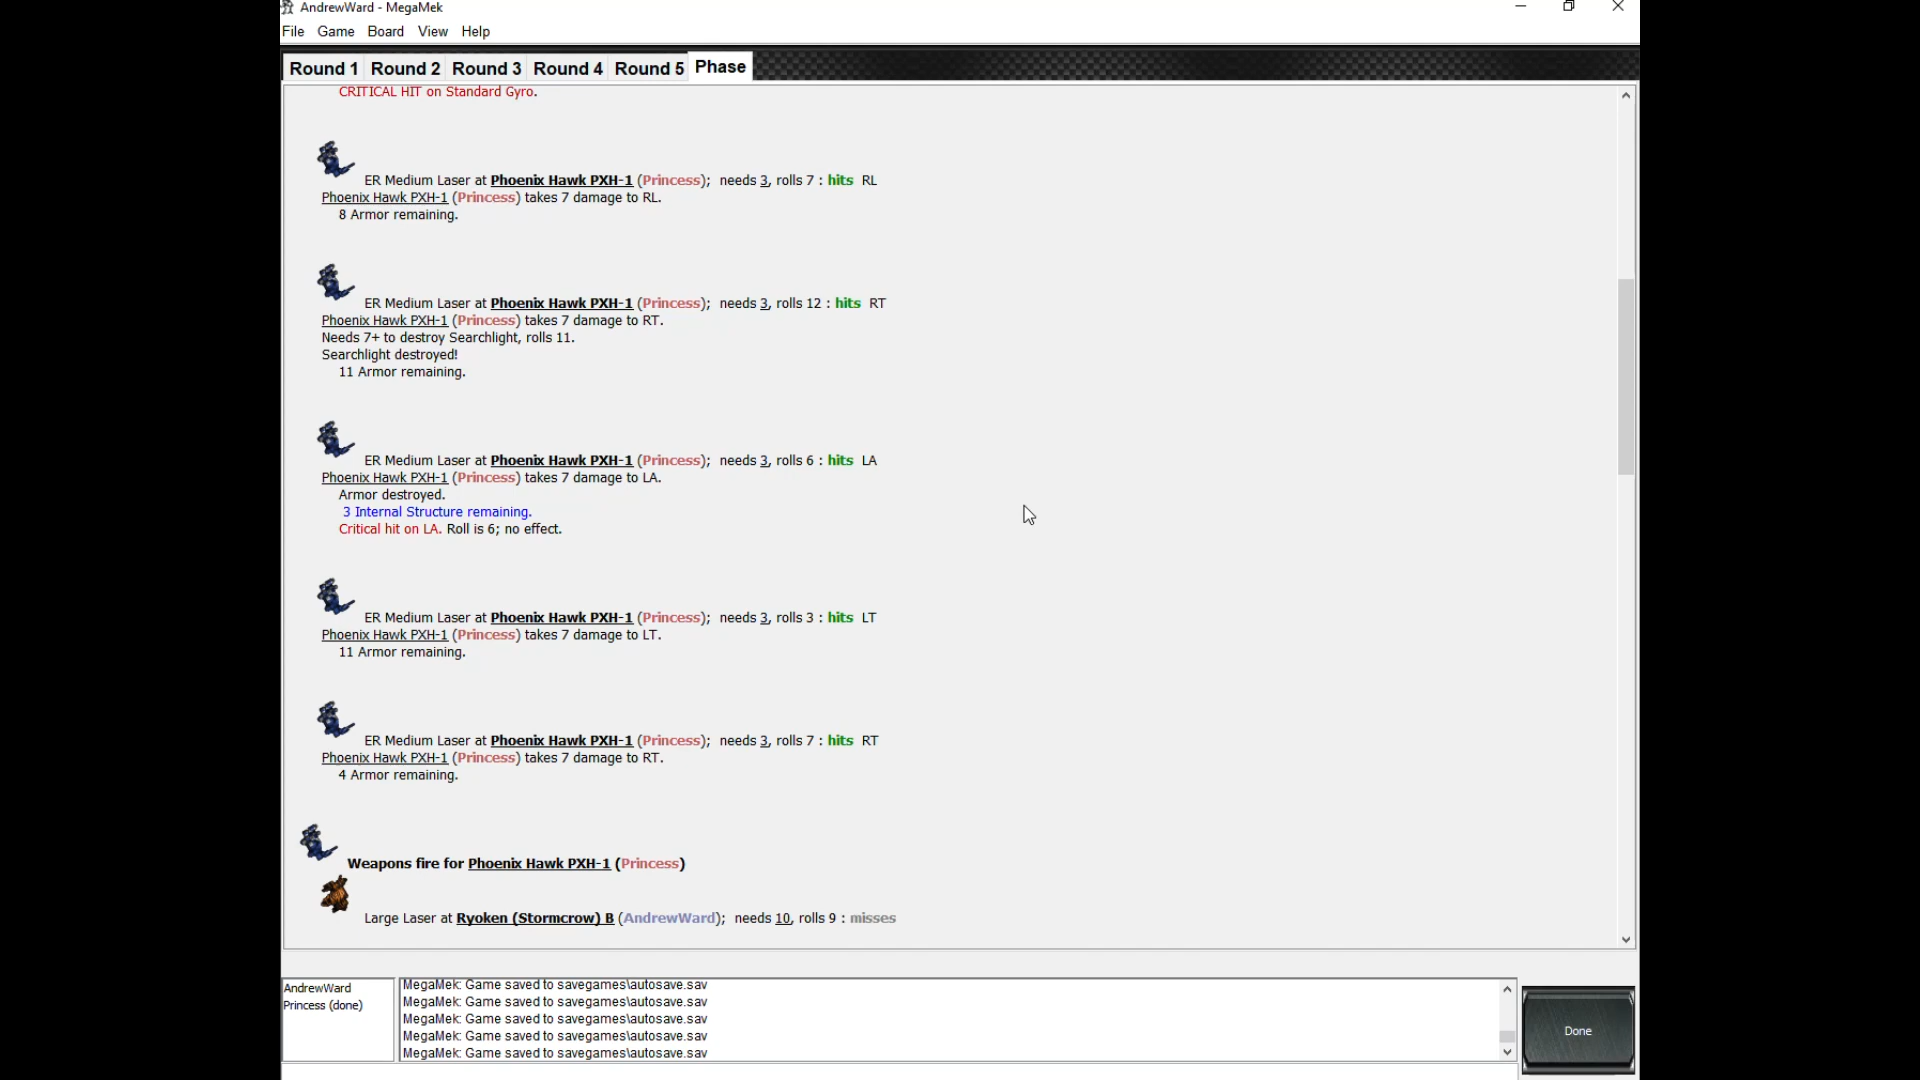 AndrewWard - MegaMek
File Game Board View Help
Round 1 Round 2 Round 3 Round 4 Round 5 Phase
CRITICAL HIT on Standard Gyro.
ER Medium Laser at Phoenix Hawk PXH-1 (Princess); needs 3, rolls 7 : hits RL
Phoenix Hawk PXH-1 (Princess) takes 7 damage to RL.
8 Armor remaining.
ER Medium Laser at Phoenix Hawk PXH-1 (Princess); needs 3, rolls 12 : hits RT
Phoenix Hawk PXH-1 (Princess) takes 7 damage to RT.
Needs 7+ to destroy Searchlight, rolls 11.
Searchlight destroyed!
11 Armor remaining.
ER Medium Laser at Phoenix Hawk PXH-1 (Princess); needs 3, rolls 6 : hits LA
Phoenix Hawk PXH-1 (Princess) takes 7 damage to LA.
Armor destroyed.
3 Internal Structure remaining.
Critical hit on LA. Roll is 6; no effect.
ER Medium Laser at Phoenix Hawk PXH-1 (Princess); needs 3, rolls 3 : hits LT
Phoenix Hawk PXH-1 (Princess) takes 7 damage to LT.
11 Armor remaining.
ER Medium Laser at Phoenix Hawk PXH-1 (Princess); needs 3, rolls 7 : hits RT
Phoenix Hawk PXH-1 (Princess) takes 7 damage to RT.
4 Armor remaining.
Weapons fire for Phoenix Hawk PXH-1 (Princess)
Large Laser at Ryoken (Stormcrow) B (AndrewWard); needs 10, rolls 9 : misses
AndrewWard
Princess (done)
MegaMek: Game saved to savegames\autosave.sav
MegaMek: Game saved to savegames\autosave.sav
MegaMek: Game saved to savegames\autosave.sav
MegaMek: Game saved to savegames\autosave.sav
MegaMek: Game saved to savegames\autosave.sav
Done